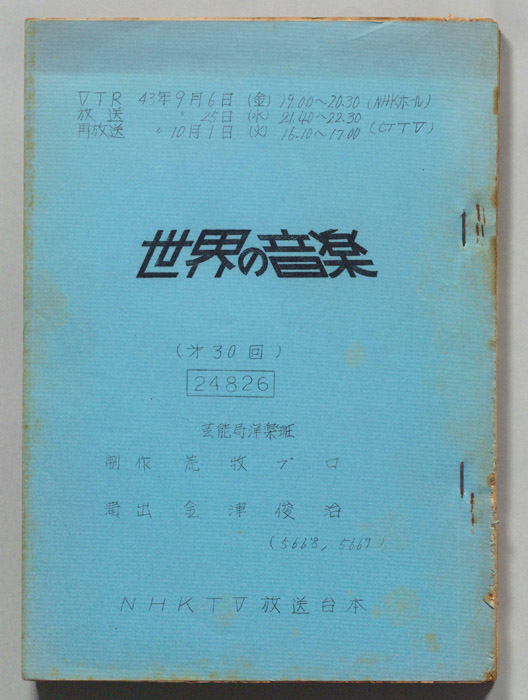 VTR 43年9月6日(金)19.00〜20.30(NHKホール)
放送 〃 25日(水)21.40〜22.30
再放送 〃10月1日(火)16.10〜17.00(CTTV)
世界の音楽
(才30回)
24826
芸能局洋楽班
制作 荒牧プロ
演出 金津俊治
(5668, 5669)
NHKTV放送台本